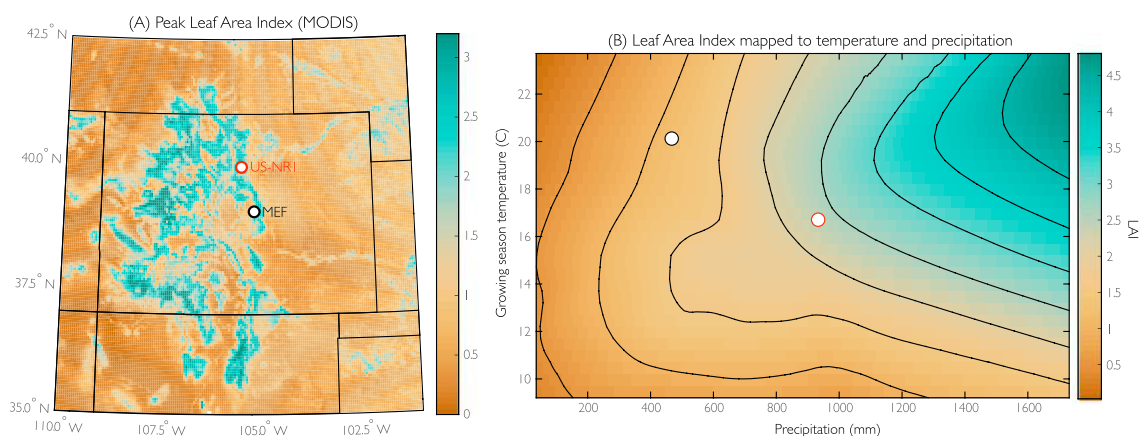 (A) Peak Leaf Area Index (MODIS)
42.5° N
40.0° N
37.5° N
35.0° N
110.0° W
107.5° W
105.0° W
102.5° W
US-NR1
MEF
3
2.5
2
1.5
1
0.5
0
(B) Leaf Area Index mapped to temperature and precipitation
Growing season temperature (C)
22
20
18
16
14
12
10
200
400
600
800
1000
1200
1400
1600
Precipitation (mm)
4.5
4
3.5
3
2.5
2
1.5
1
0.5
LAI